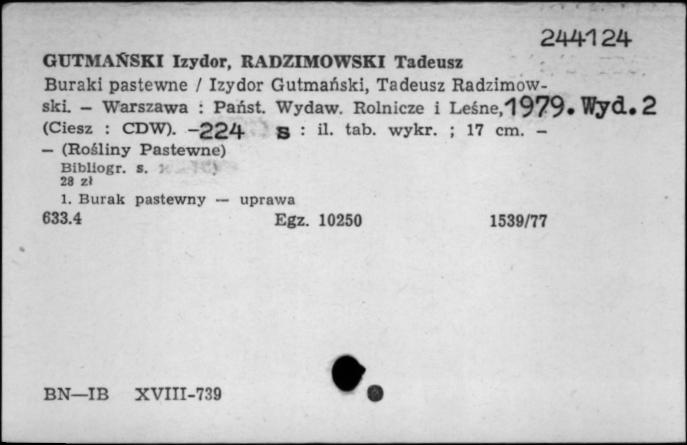 244124
GUTMAŃSKI Izydor, RADZIMOWSKI Tadeusz
Buraki pastewne / Izydor Gutmański, Tadeusz Radzimow-
ski. — Warszawa : Państ. Wydaw. Rolnicze i Leśne, 1979. Wyd. 2
(Ciesz : CDW). — 224 s : il. tab. wykr. ; 17 cm. —
— (Rośliny Pastewne)
Bibliogr. s.
28 zł
1. Burak pastewny — uprawa
633.4 Egz. 10250 1539/77
BN—IB XVIII-739